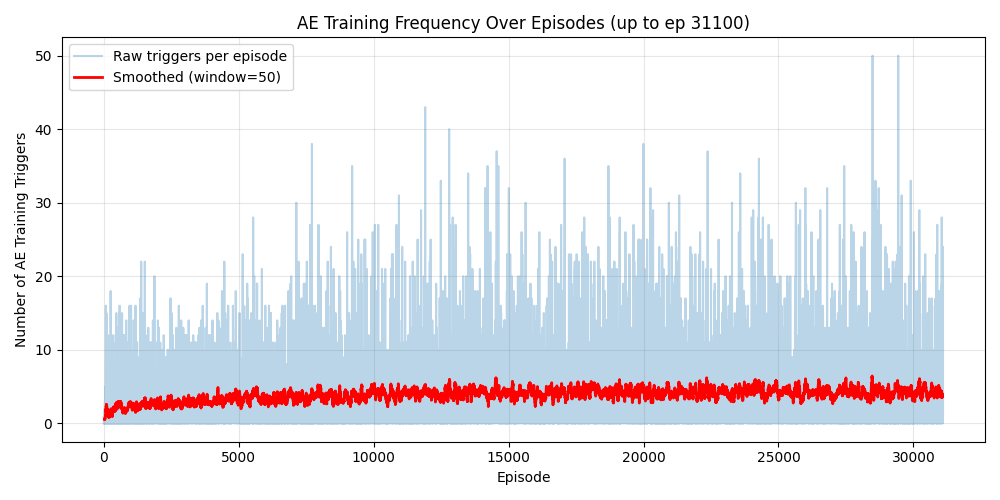 AE Training Frequency Over Episodes (up to ep 31100)
Raw triggers per episode
Smoothed (window=50)
Number of AE Training Triggers
50
40
30
20
10
0
0 5000 10000 15000 20000 25000 30000
Episode